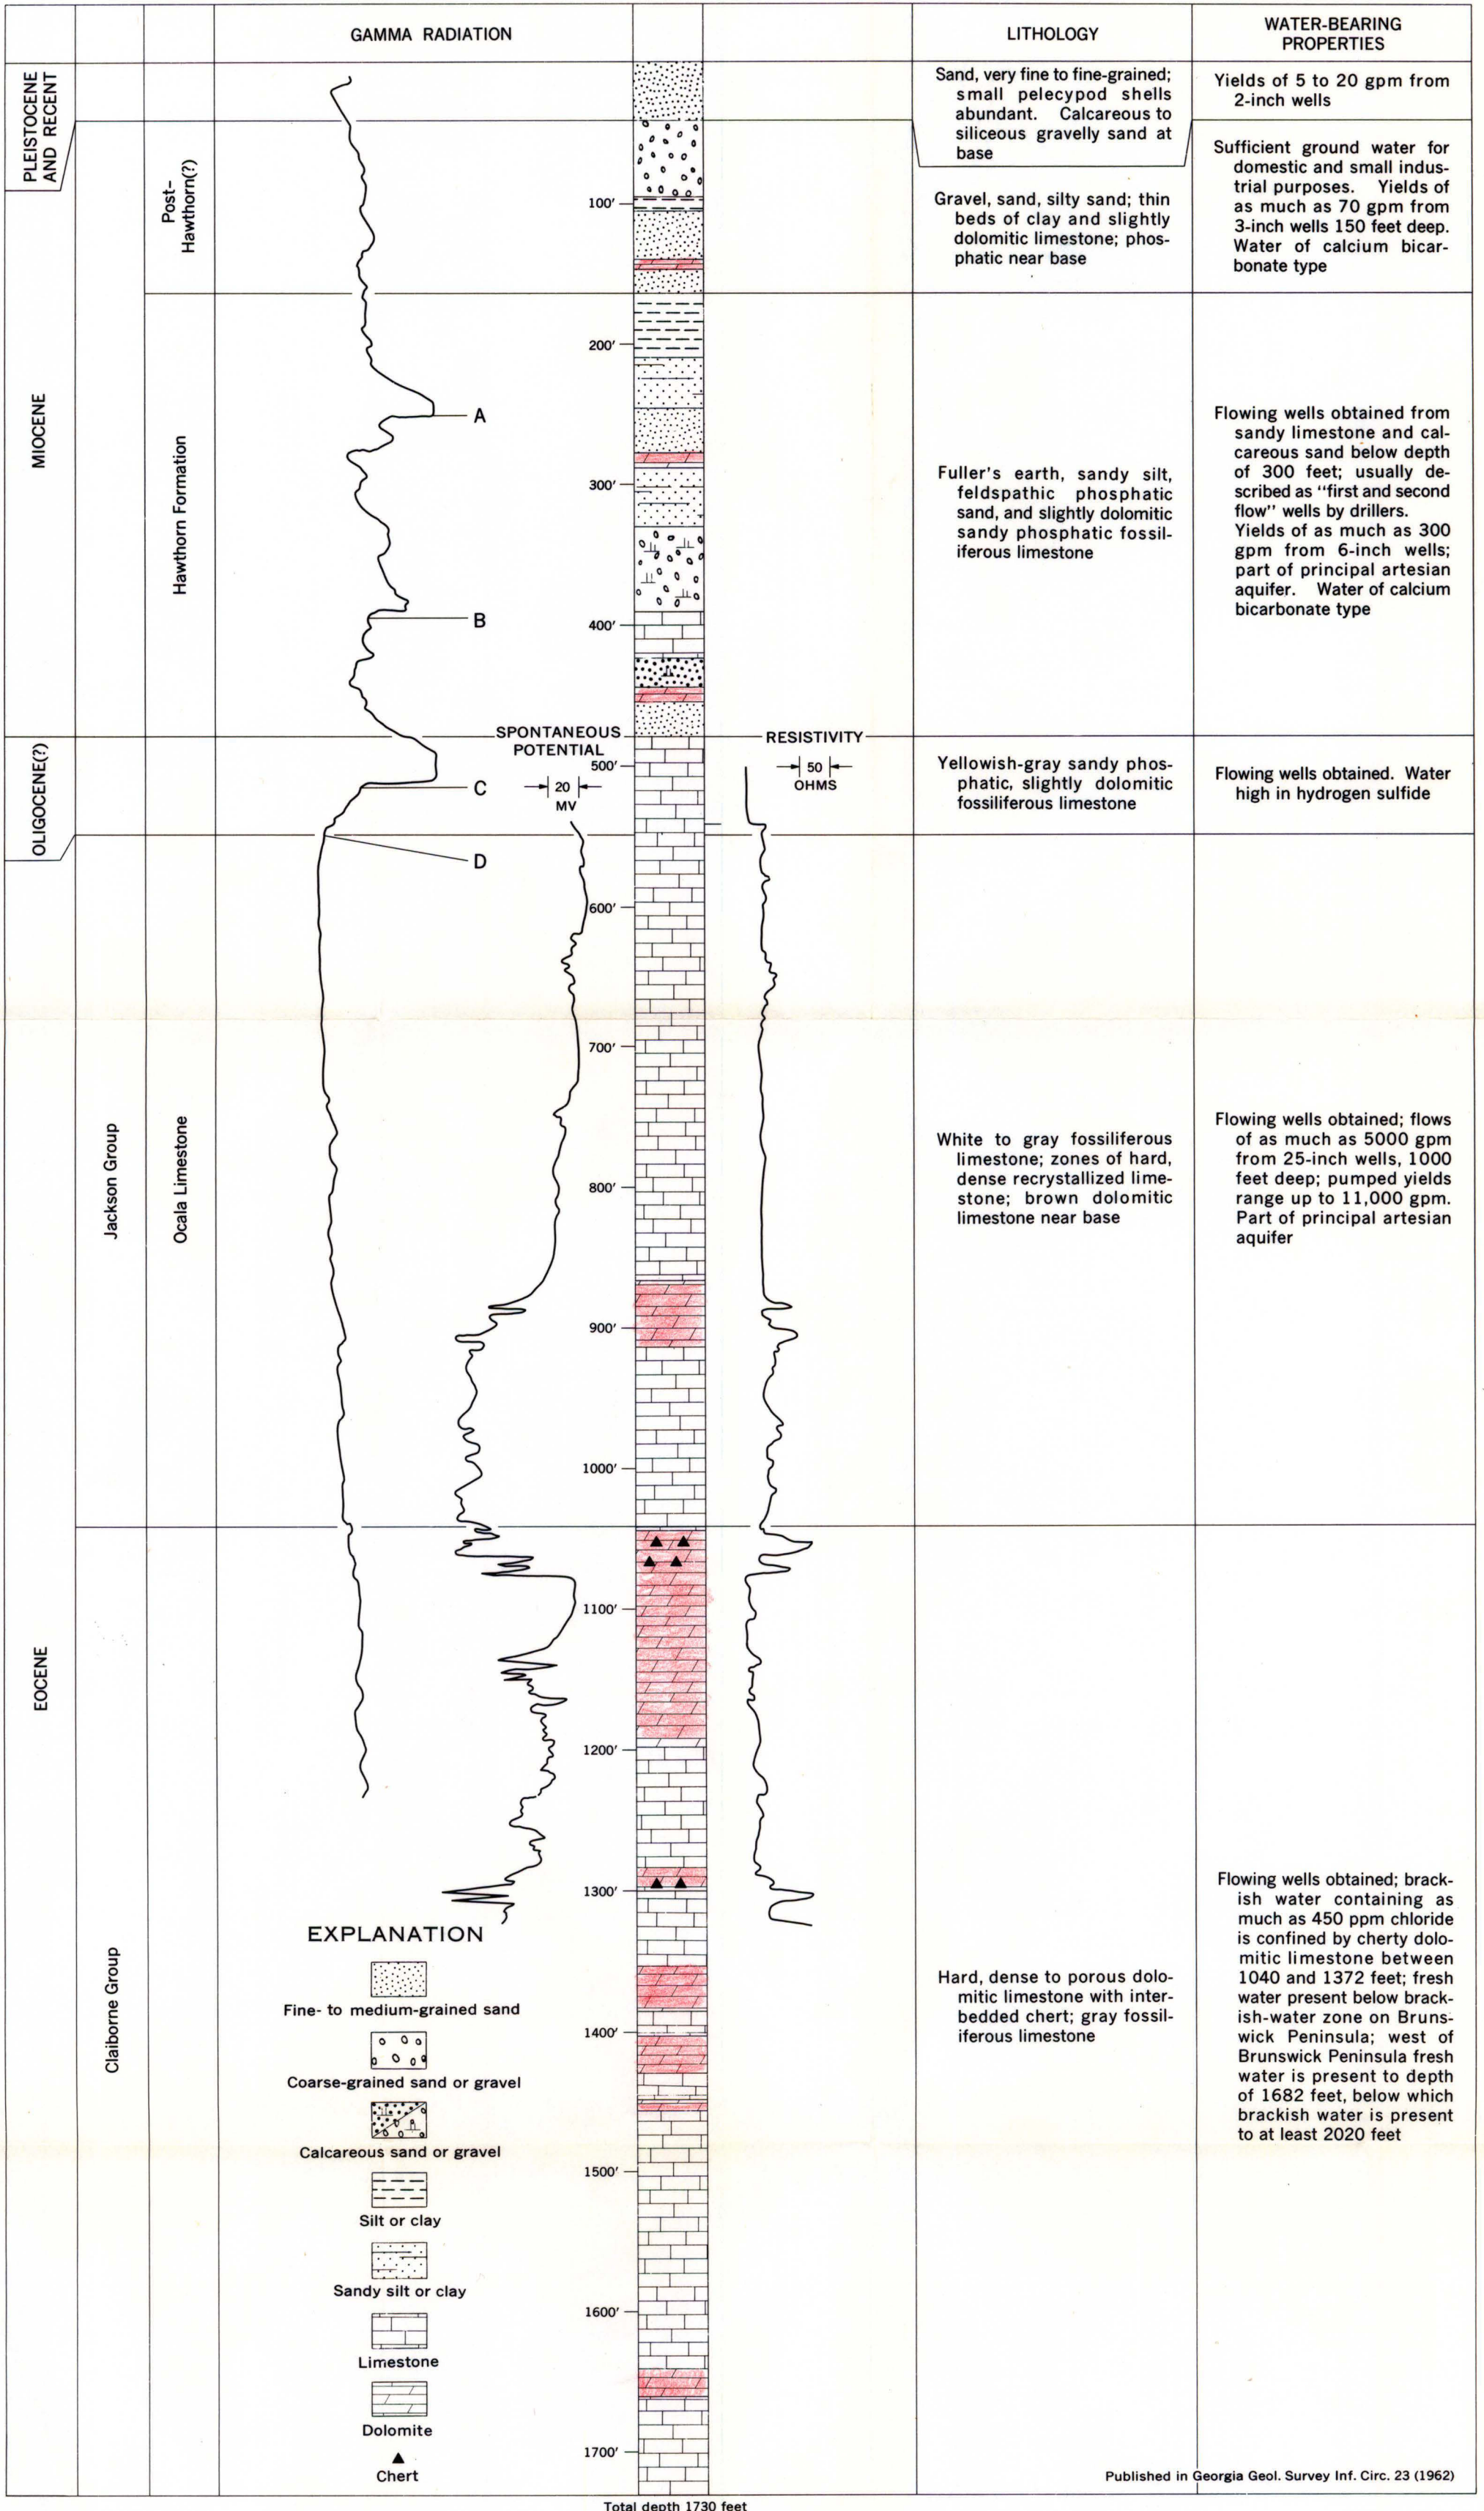 GAMMA RADIATION
LITHOLOGY
WATER-BEARING
PROPERTIES
PLEISTOCENE
AND RECENT
MIOCENE
OLIGOCENE(?)
EOCENE
Jackson Group
Claiborne Group
Post-
Hawthorn(?)
Hawthorn Formation
Ocala Limestone
A
B
C
D
SPONTANEOUS
POTENTIAL
20
MV
RESISTIVITY
50
OHMS
100'
200'
300'
400'
500'
600'
700'
800'
900'
1000'
1100'
1200'
1300'
1400'
1500'
1600'
1700'
Sand, very fine to fine-grained;
small pelecypod shells
abundant. Calcareous to
siliceous gravelly sand at
base
Yields of 5 to 20 gpm from
2-inch wells
Gravel, sand, silty sand; thin
beds of clay and slightly
dolomitic limestone; phos-
phatic near base
Sufficient ground water for
domestic and small indus-
trial purposes. Yields of
as much as 70 gpm from
3-inch wells 150 feet deep.
Water of calcium bicar-
bonate type
Fuller's earth, sandy silt,
feldspathic phosphatic
sand, and slightly dolomitic
sandy phosphatic fossil-
iferous limestone
Flowing wells obtained from
sandy limestone and cal-
careous sand below depth
of 300 feet; usually de-
scribed as "first and second
flow" wells by drillers.
Yields of as much as 300
gpm from 6-inch wells;
part of principal artesian
aquifer. Water of calcium
bicarbonate type
Yellowish-gray sandy phos-
phatic, slightly dolomitic
fossiliferous limestone
Flowing wells obtained. Water
high in hydrogen sulfide
White to gray fossiliferous
limestone; zones of hard,
dense recrystallized lime-
stone; brown dolomitic
limestone near base
Flowing wells obtained; flows
of as much as 5000 gpm
from 25-inch wells, 1000
feet deep; pumped yields
range up to 11,000 gpm.
Part of principal artesian
aquifer
Hard, dense to porous dolo-
mitic limestone with inter-
bedded chert; gray fossil-
iferous limestone
Flowing wells obtained; brack-
ish water containing as
much as 450 ppm chloride
is confined by cherty dolo-
mitic limestone between
1040 and 1372 feet; fresh
water present below brack-
ish-water zone on Bruns-
wick Peninsula; west of
Brunswick Peninsula fresh
water is present to depth
of 1682 feet, below which
brackish water is present
to at least 2020 feet
EXPLANATION
Fine- to medium-grained sand
Coarse-grained sand or gravel
Calcareous sand or gravel
Silt or clay
Sandy silt or clay
Limestone
Dolomite
Chert
Published in Georgia Geol. Survey Inf. Circ. 23 (1962)
Total depth 1730 feet